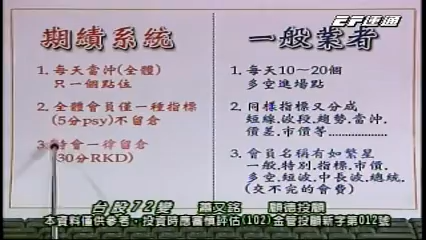 ET速通
期績系統
1. 每天當沖(全體)
只一個點位
2. 全體會員僅一種指標
(5分psy)不留倉
3. 特會一律留倉
(30分RKD)
一般業者
1. 每天10～20個
多空進場點
2. 同樣指標又分成
短線,波段,趨勢,當沖,
價差,市價等..............
3. 會員名稱有如繁星
一般,特別,指標,市價,
多空,短波,中長波,總統,
(交不完的會費)
台股72變 蕭文銘 顧德投顧
本資料僅供參考，投資時應審慎評估(102)金管投顧新字第012號